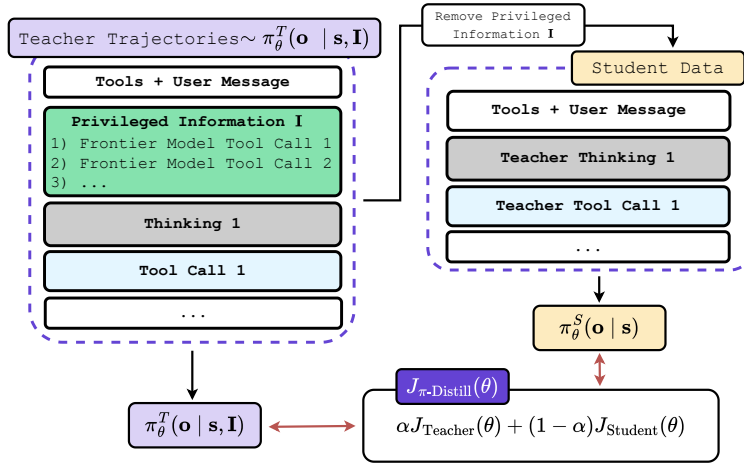 Teacher Trajectories∼ π_θ^T(o | s, I)
Tools + User Message
Privileged Information I
1) Frontier Model Tool Call 1
2) Frontier Model Tool Call 2
3) ...
Thinking 1
Tool Call 1
...
π_θ^T(o | s, I)
Remove Privileged
Information I
Student Data
Tools + User Message
Teacher Thinking 1
Teacher Tool Call 1
...
π_θ^S(o | s)
J_π-Distill(θ)
αJ_Teacher(θ) + (1 − α)J_Student(θ)